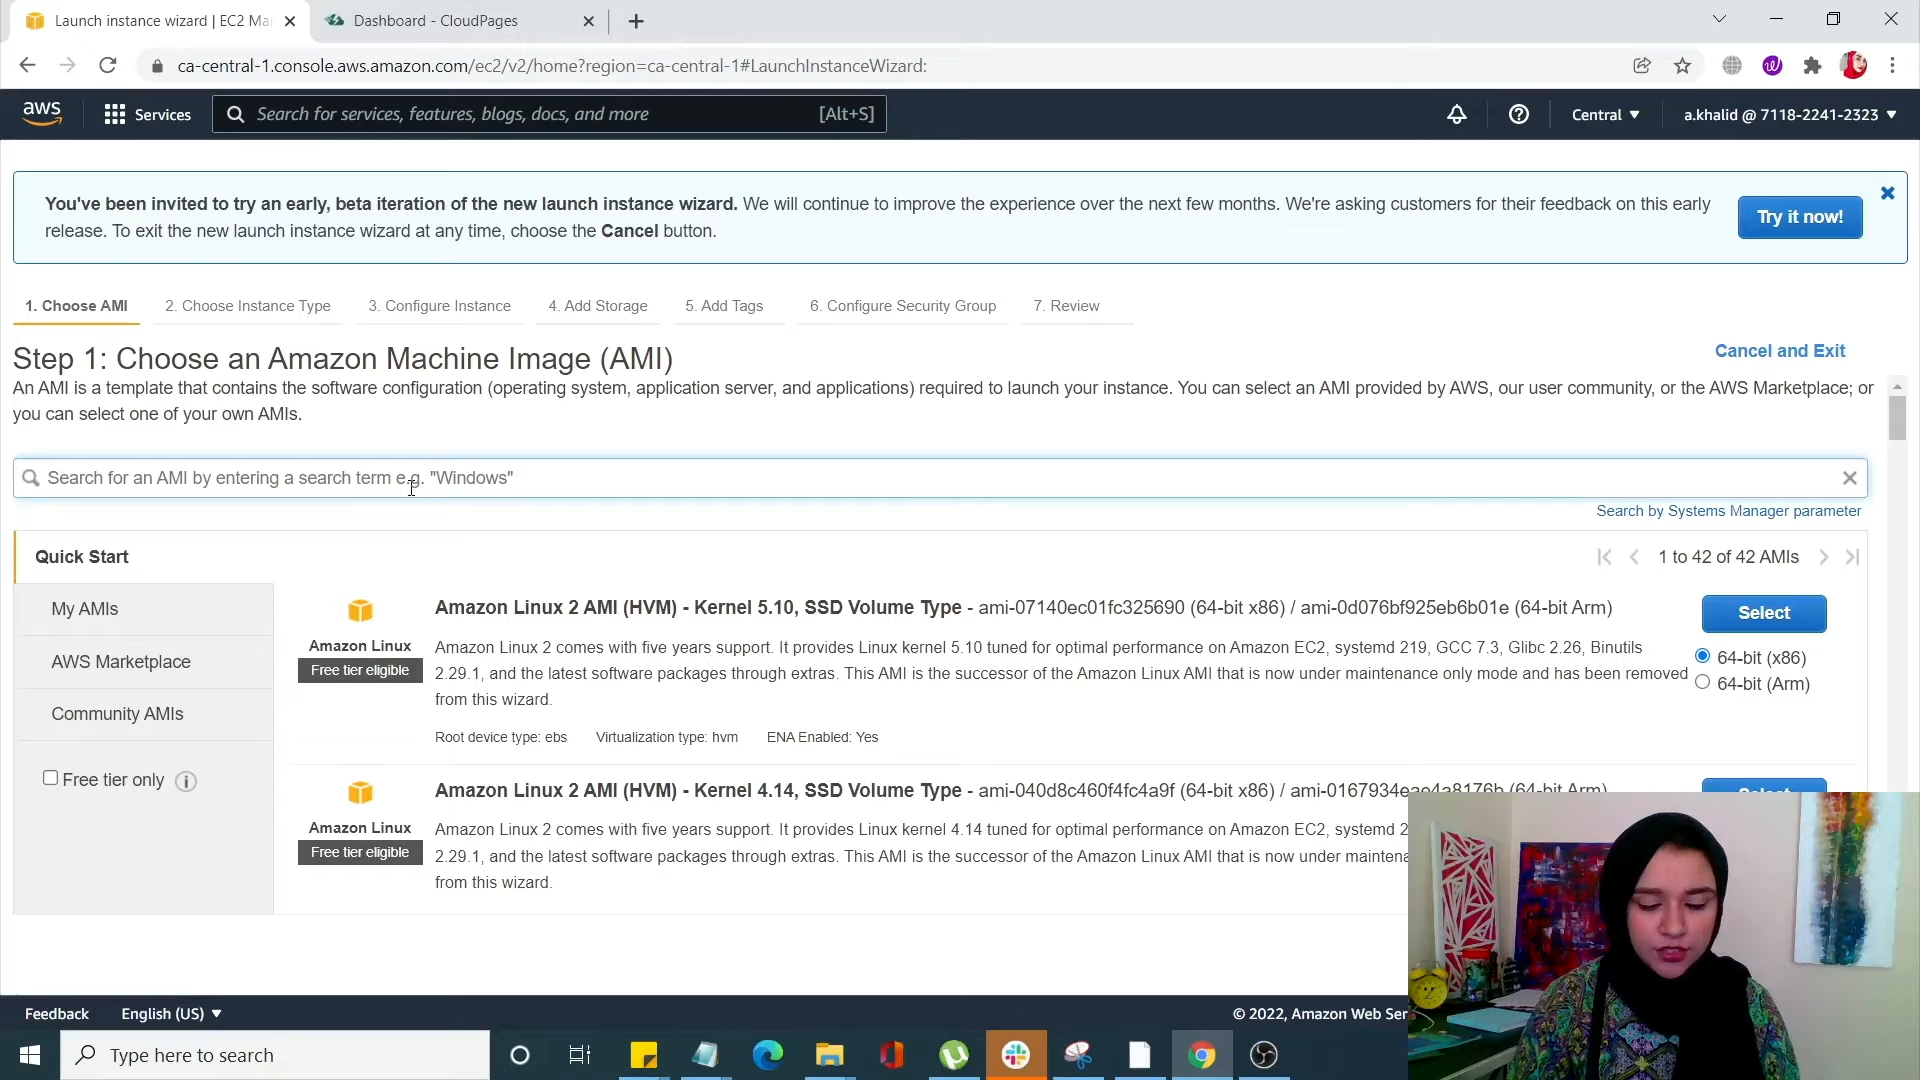 Launch instance wizard | EC2 Ma
Dashboard - CloudPages
ca-central-1.console.aws.amazon.com/ec2/v2/home?region=ca-central-1#LaunchInstanceWizard:
aws
Services
Search for services, features, blogs, docs, and more
[Alt+S]
Central
a.khalid @ 7118-2241-2323
You've been invited to try an early, beta iteration of the new launch instance wizard. We will continue to improve the experience over the next few months. We're asking customers for their feedback on this early
release. To exit the new launch instance wizard at any time, choose the Cancel button.
Try it now!
1. Choose AMI
2. Choose Instance Type
3. Configure Instance
4. Add Storage
5. Add Tags
6. Configure Security Group
7. Review
Step 1: Choose an Amazon Machine Image (AMI)
Cancel and Exit
An AMI is a template that contains the software configuration (operating system, application server, and applications) required to launch your instance. You can select an AMI provided by AWS, our user community, or the AWS Marketplace; or
you can select one of your own AMIs.
Search for an AMI by entering a search term e.g. "Windows"
Search by Systems Manager parameter
Quick Start
1 to 42 of 42 AMIs
My AMIs
AWS Marketplace
Community AMIs
Free tier only
Amazon Linux
Free tier eligible
Amazon Linux 2 AMI (HVM) - Kernel 5.10, SSD Volume Type - ami-07140ec01fc325690 (64-bit x86) / ami-0d076bf925eb6b01e (64-bit Arm)
Amazon Linux 2 comes with five years support. It provides Linux kernel 5.10 tuned for optimal performance on Amazon EC2, systemd 219, GCC 7.3, Glibc 2.26, Binutils
2.29.1, and the latest software packages through extras. This AMI is the successor of the Amazon Linux AMI that is now under maintenance only mode and has been removed
from this wizard.
Root device type: ebs
Virtualization type: hvm
ENA Enabled: Yes
Select
64-bit (x86)
64-bit (Arm)
Amazon Linux
Free tier eligible
Amazon Linux 2 AMI (HVM) - Kernel 4.14, SSD Volume Type - ami-040d8c460f4fc4a9f (64-bit x86) /
Amazon Linux 2 comes with five years support. It provides Linux kernel 4.14 tuned for optimal performance on Amazon EC2, systemd 2
2.29.1, and the latest software packages through extras. This AMI is the successor of the Amazon Linux AMI that is now under maintena
from this wizard.
Select
Feedback
English (US)
© 2022, Amazon Web Ser
Type here to search